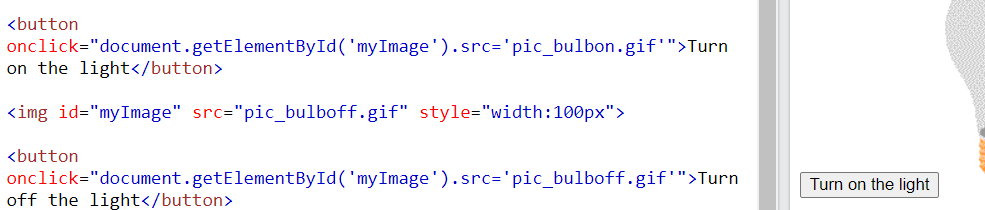 <button
onclick="document.getElementById('myImage').src='pic_bulbon.gif'">Turn
on the light</button>
<img id="myImage" src="pic_bulboff.gif" style="width:100px">
<button
onclick="document.getElementById('myImage').src='pic_bulboff.gif'">Turn
off the light</button>
Turn on the light